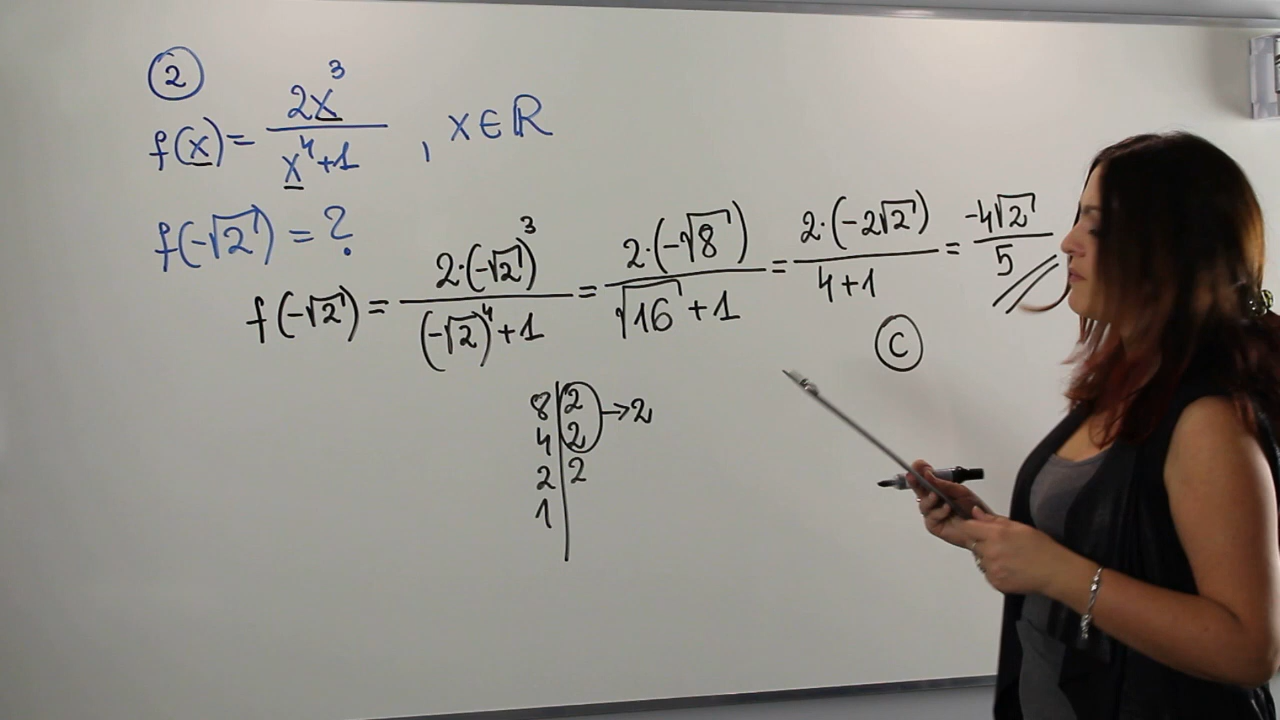 2
f(x) = 2x³ / x⁴+1 , x∈ℝ
f(-√2) = ?
f(-√2) = 2·(-√2)³ / (-√2)⁴+1 = 2·(-√8) / √16+1 = 2·(-2√2) / 4+1 = -4√2 / 5
C
8 | 2
4 | 2 → 2
2 | 2
1 |